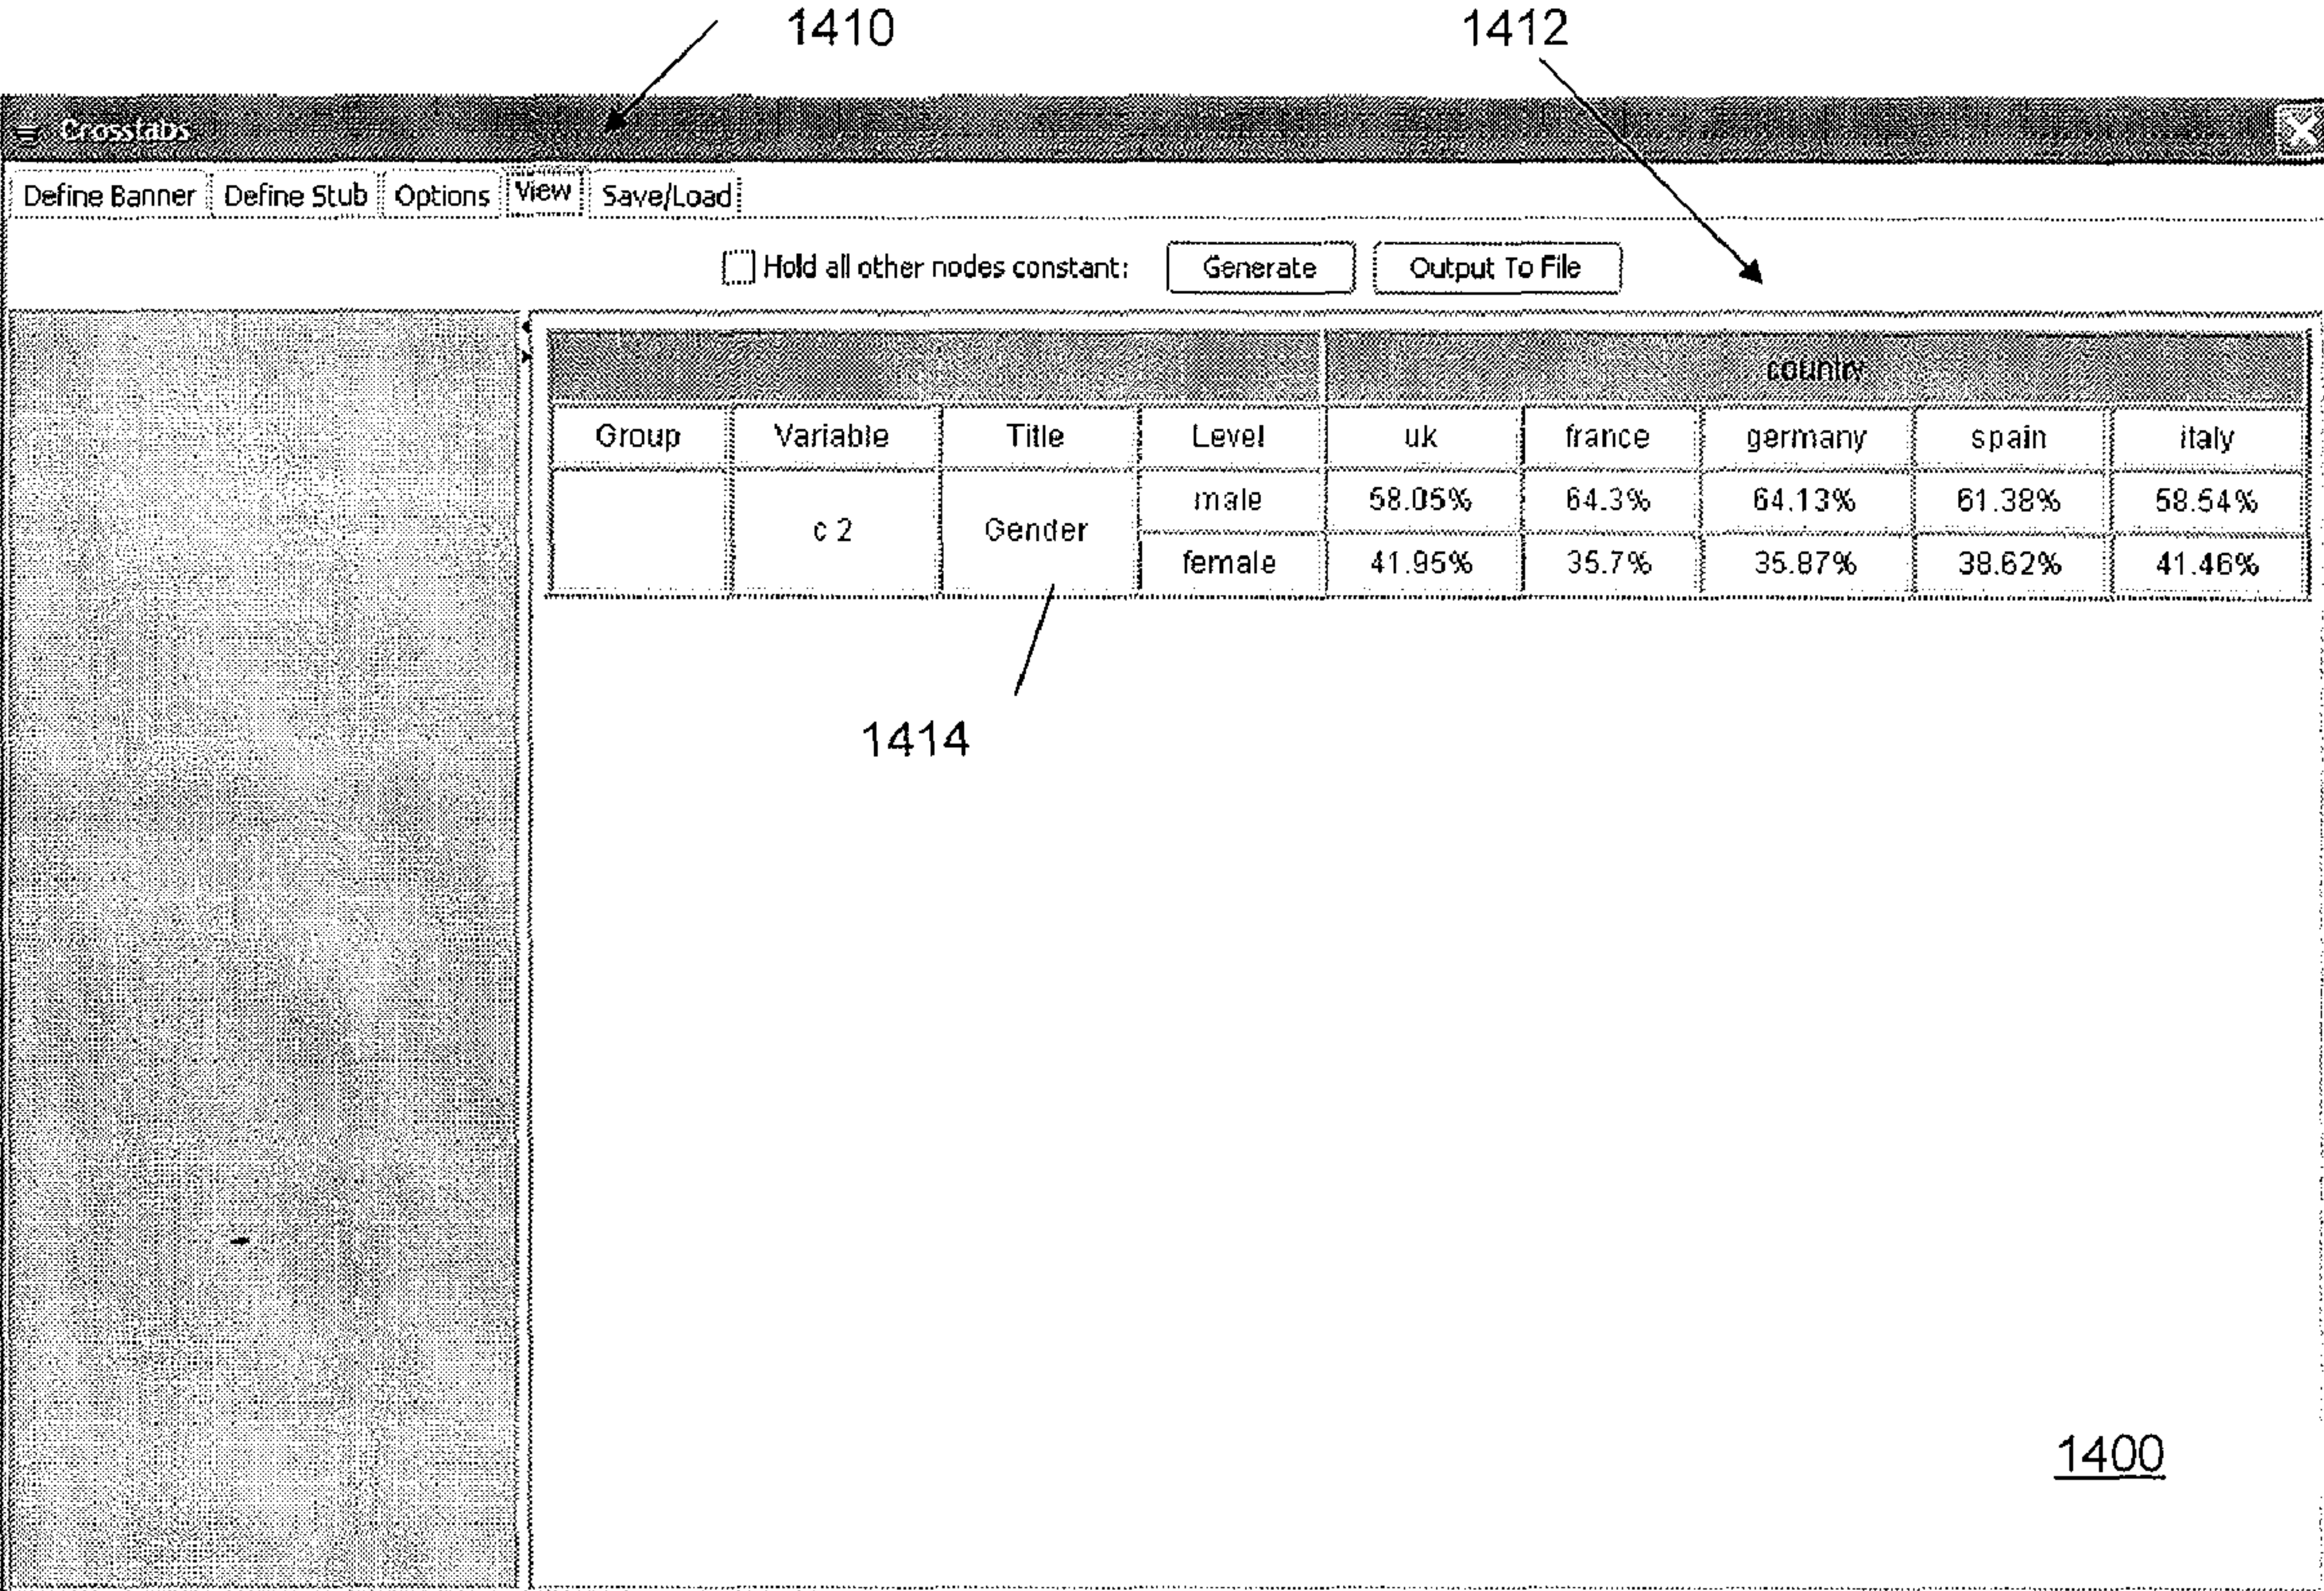 1410 1412
Crosstabs
Define Banner Define Stub Options View Save/Load
Hold all other nodes constant: Generate Output To File
country
Group Variable Title Level uk france germany spain italy
c 2 Gender male 58.05% 64.3% 64.13% 61.38% 58.54%
female 41.95% 35.7% 35.87% 38.62% 41.46%
1414
1400